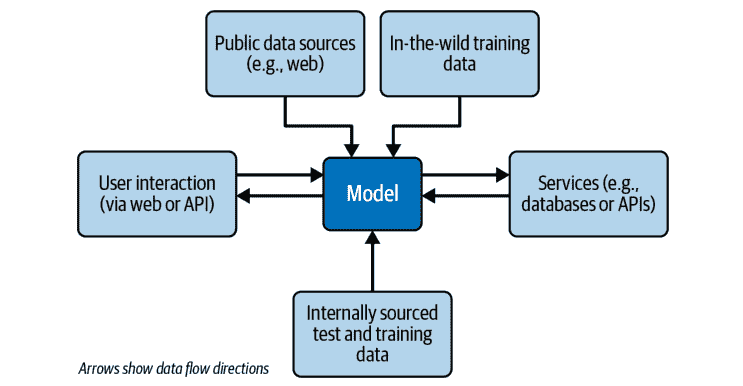 Public data sources
(e.g., web)
In-the-wild training
data
User interaction
(via web or API)
Model
Services (e.g.,
databases or APIs)
Internally sourced
test and training
data
Arrows show data flow directions